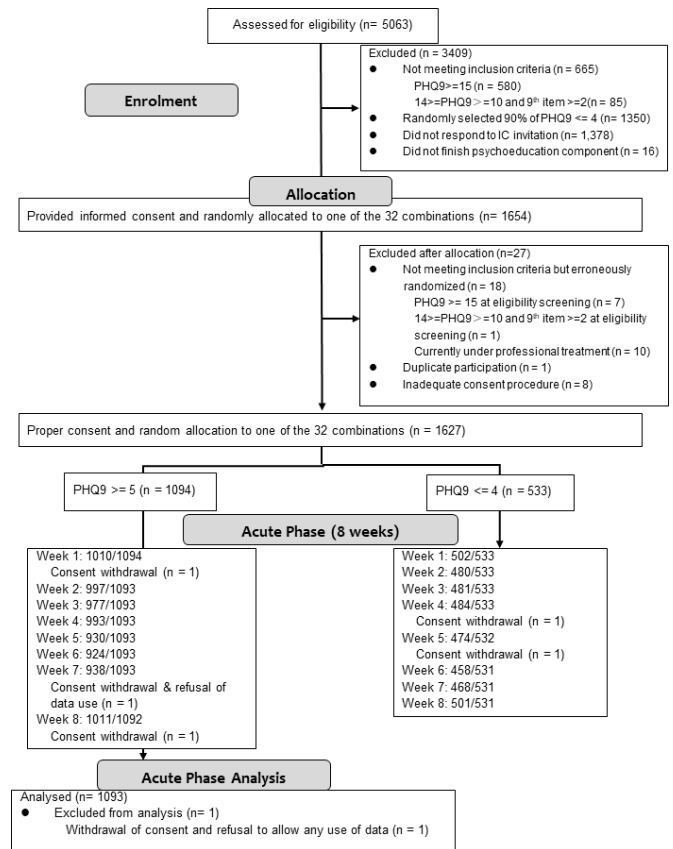 Assessed for eligibility (n= 5063)
Excluded (n = 3409)
● Not meeting inclusion criteria (n = 665)
PHQ9>=15 (n = 580)
14>=PHQ9＞=10 and 9th item >=2(n = 85)
● Randomly selected 90% of PHQ9 <= 4 (n= 1350)
● Did not respond to IC invitation (n = 1,378)
● Did not finish psychoeducation component (n = 16)
Enrolment
Allocation
Provided informed consent and randomly allocated to one of the 32 combinations (n= 1654)
Excluded after allocation (n=27)
● Not meeting inclusion criteria but erroneously
randomized (n = 18)
PHQ9 >= 15 at eligibility screening (n = 7)
14>=PHQ9＞=10 and 9th item >=2 at eligibility
screening (n = 1)
Currently under professional treatment (n = 10)
● Duplicate participation (n = 1)
● Inadequate consent procedure (n = 8)
Proper consent and random allocation to one of the 32 combinations (n = 1627)
PHQ9 >= 5 (n = 1094)
PHQ9 <= 4 (n = 533)
Acute Phase (8 weeks)
Week 1: 1010/1094
Consent withdrawal (n = 1)
Week 2: 997/1093
Week 3: 977/1093
Week 4: 993/1093
Week 5: 930/1093
Week 6: 924/1093
Week 7: 938/1093
Consent withdrawal & refusal of
data use (n = 1)
Week 8: 1011/1092
Consent withdrawal (n = 1)
Week 1: 502/533
Week 2: 480/533
Week 3: 481/533
Week 4: 484/533
Consent withdrawal (n = 1)
Week 5: 474/532
Consent withdrawal (n = 1)
Week 6: 458/531
Week 7: 468/531
Week 8: 501/531
Acute Phase Analysis
Analysed (n= 1093)
● Excluded from analysis (n= 1)
Withdrawal of consent and refusal to allow any use of data (n = 1)